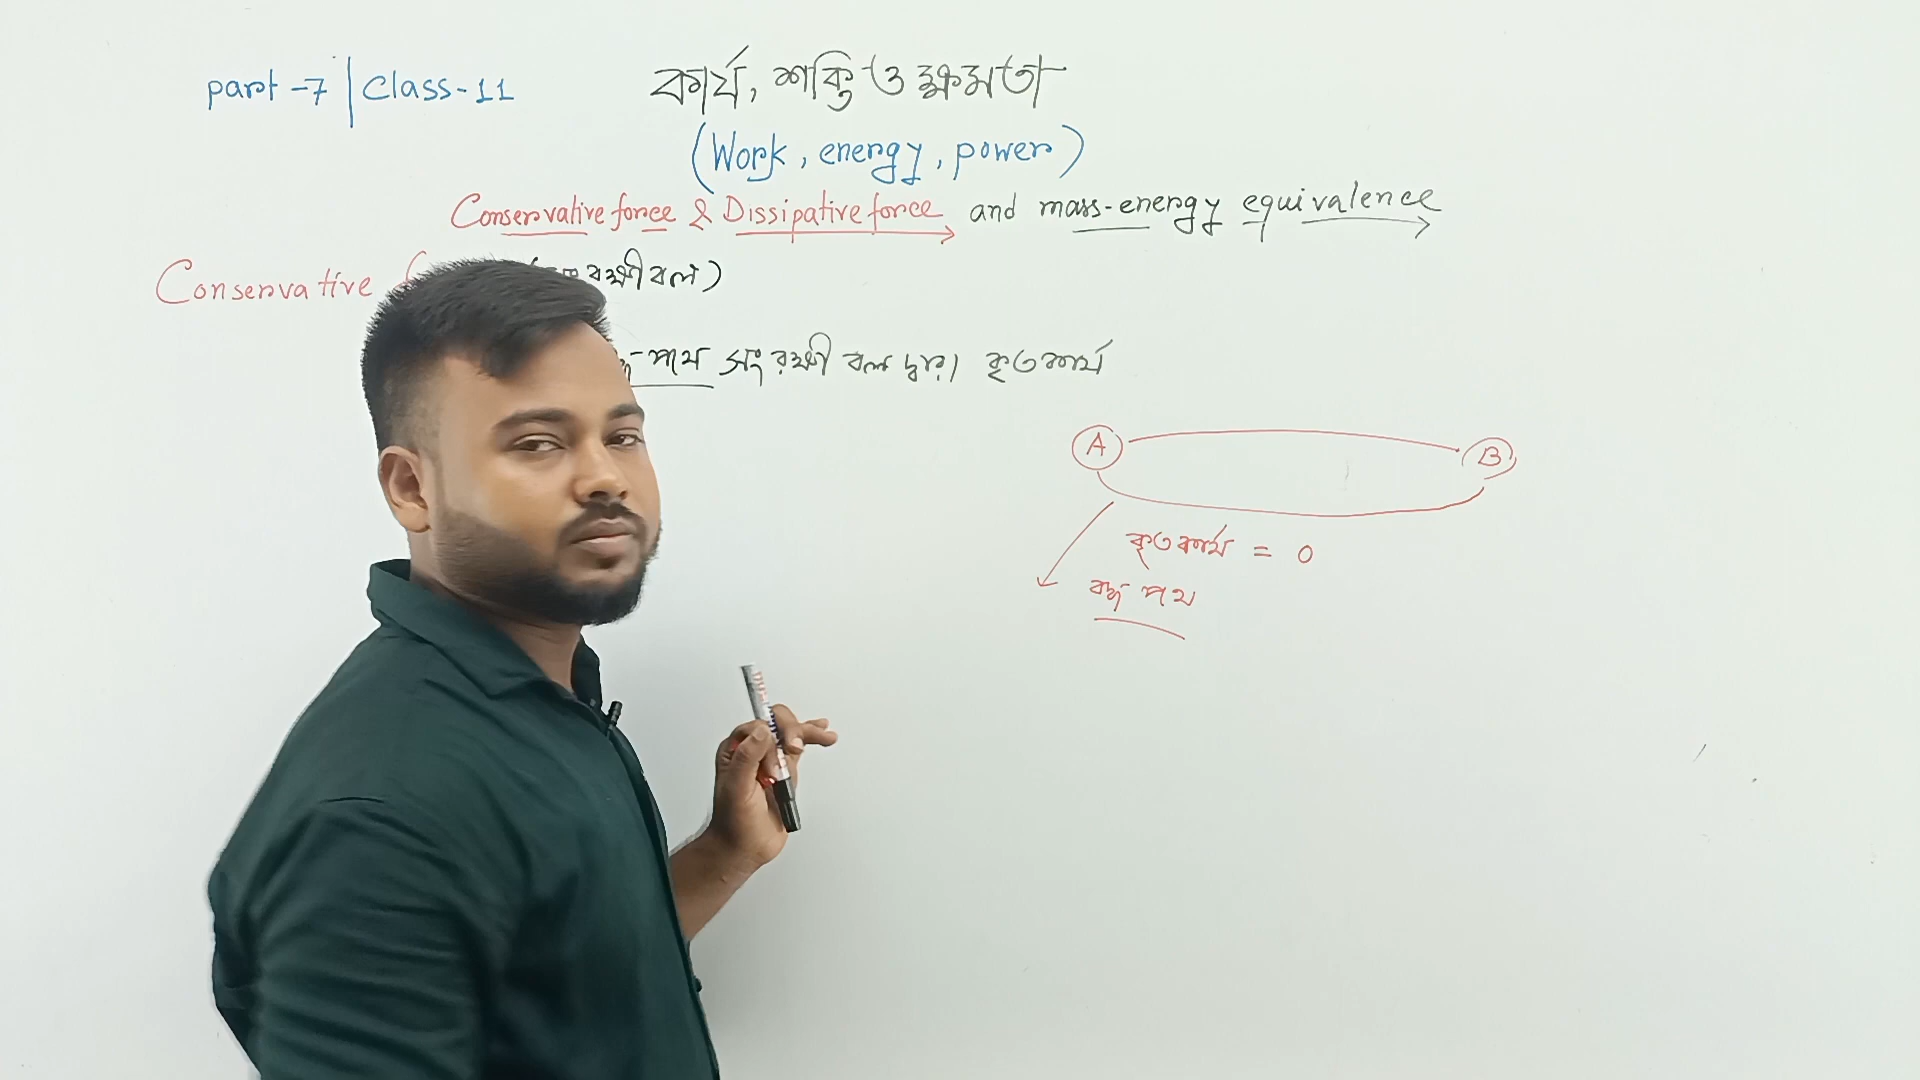 part-7 | Class-11
কার্য, শক্তি ও ক্ষমতা
(Work, energy, power)
Conservative force & Dissipative force and mass-energy equivalence
Conservative
রক্ষী বল)
পথে সংরক্ষী বল দ্বারা কৃতকার্য
A B
কৃতকার্য = 0
বদ্ধ পথ